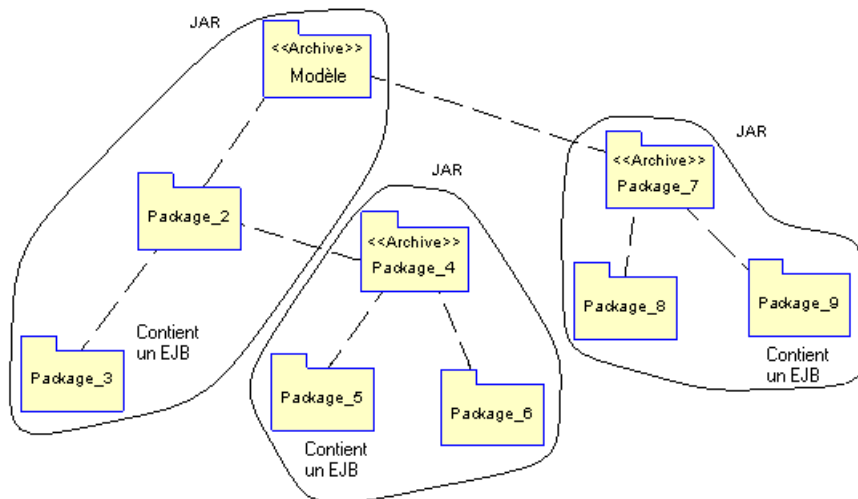 JAR
<<Archive>>
Modèle
JAR
<<Archive>>
Package_7
JAR
Package_2
<<Archive>>
Package_4
Package_8
Package_9
Contient
un EJB
Package_3
Contient
un EJB
Package_5
Package_6
Contient
un EJB